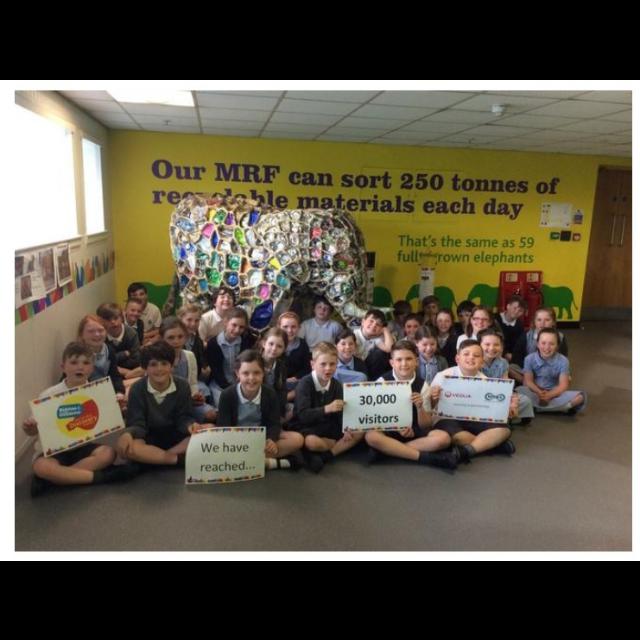 Our MRF can sort 250 tonnes of
recyclable materials each day
That's the same as 59
fully grown elephants
30,000
visitors
VEOLIA
We have
reached...